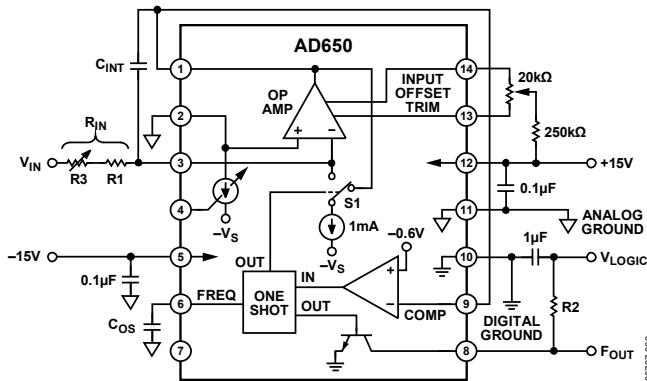 AD650
CINT
1
14
OP
AMP
INPUT
OFFSET
TRIM
20kΩ
2
+
–
13
RIN
250kΩ
VIN
R3
R1
3
12
+15V
S1
0.1µF
4
–VS
1mA
11
ANALOG
GROUND
–VS
–0.6V
–15V
5
OUT
10
1µF
VLOGIC
0.1µF
IN
+
–
COMP
9
6
FREQ
ONE
SHOT
OUT
DIGITAL
GROUND
R2
COS
7
8
FOUT